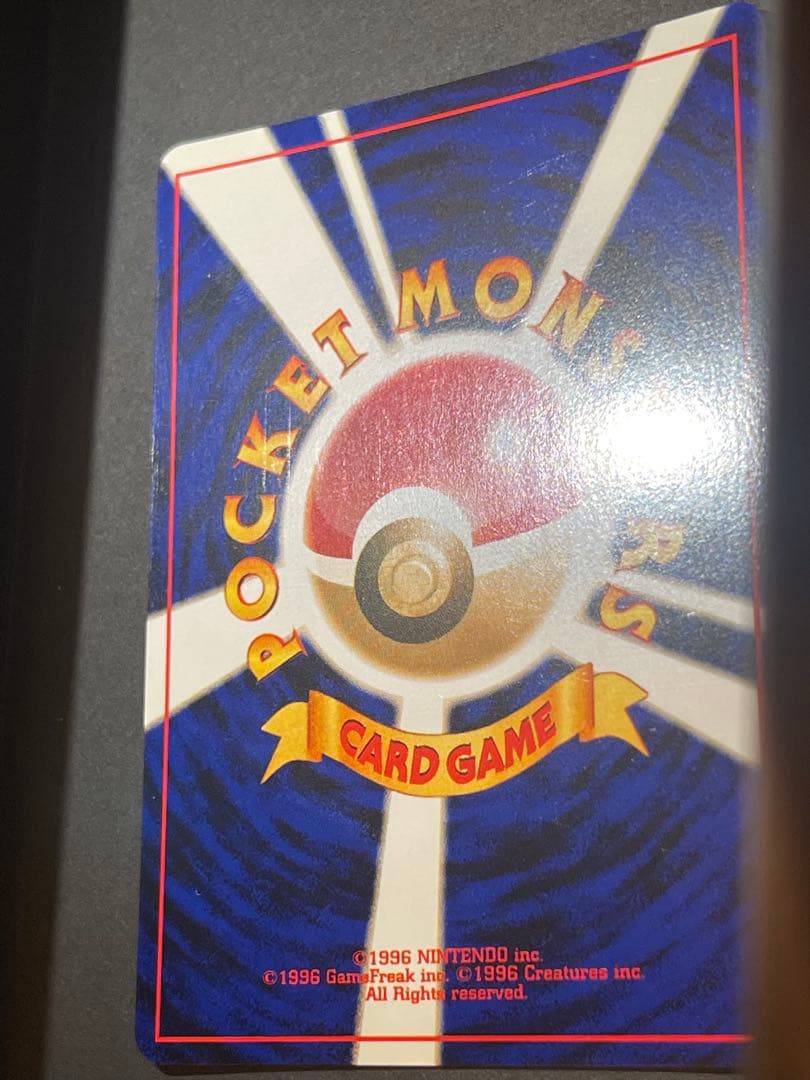 POCKET MONSTERS
CARD GAME
©1996 NINTENDO inc.
©1996 GameFreak inc. ©1996 Creatures inc.
All Rights reserved.